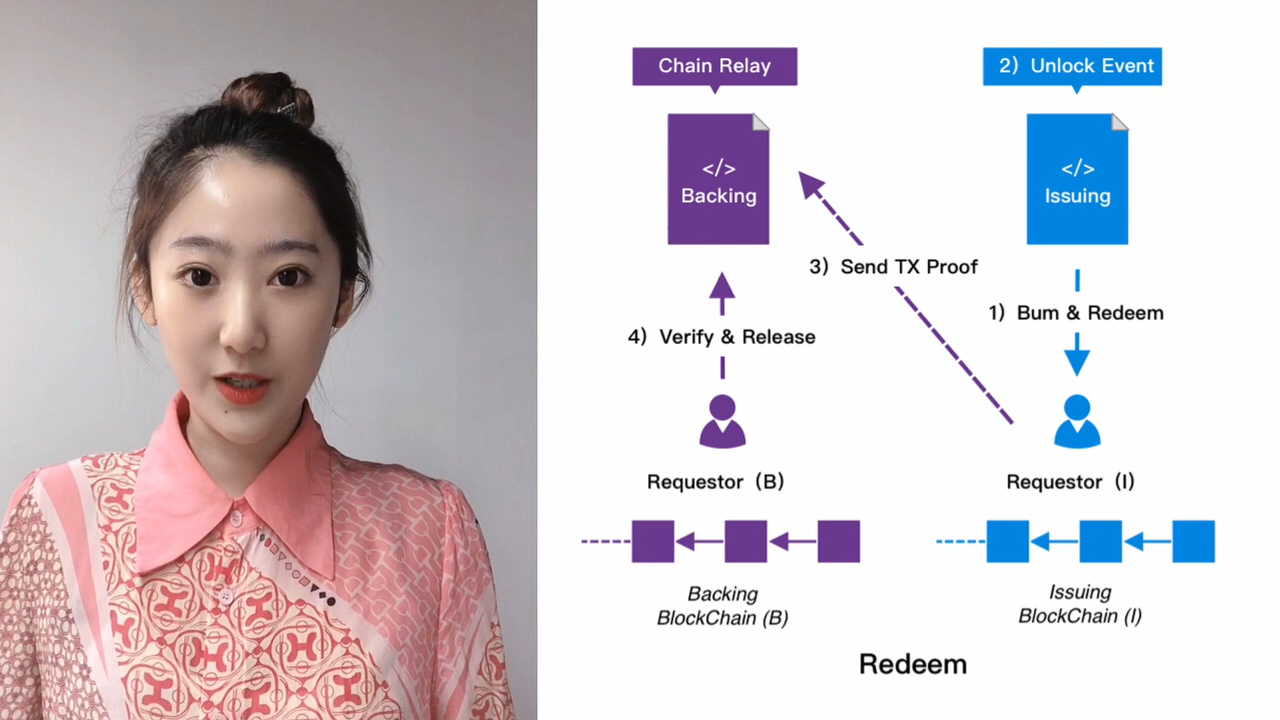 Chain Relay
2）Unlock Event
</>
Backing
</>
Issuing
3）Send TX Proof
1）Bum & Redeem
4）Verify & Release
Requestor（B）
Requestor（I）
Backing
BlockChain (B)
Issuing
BlockChain (I)
Redeem